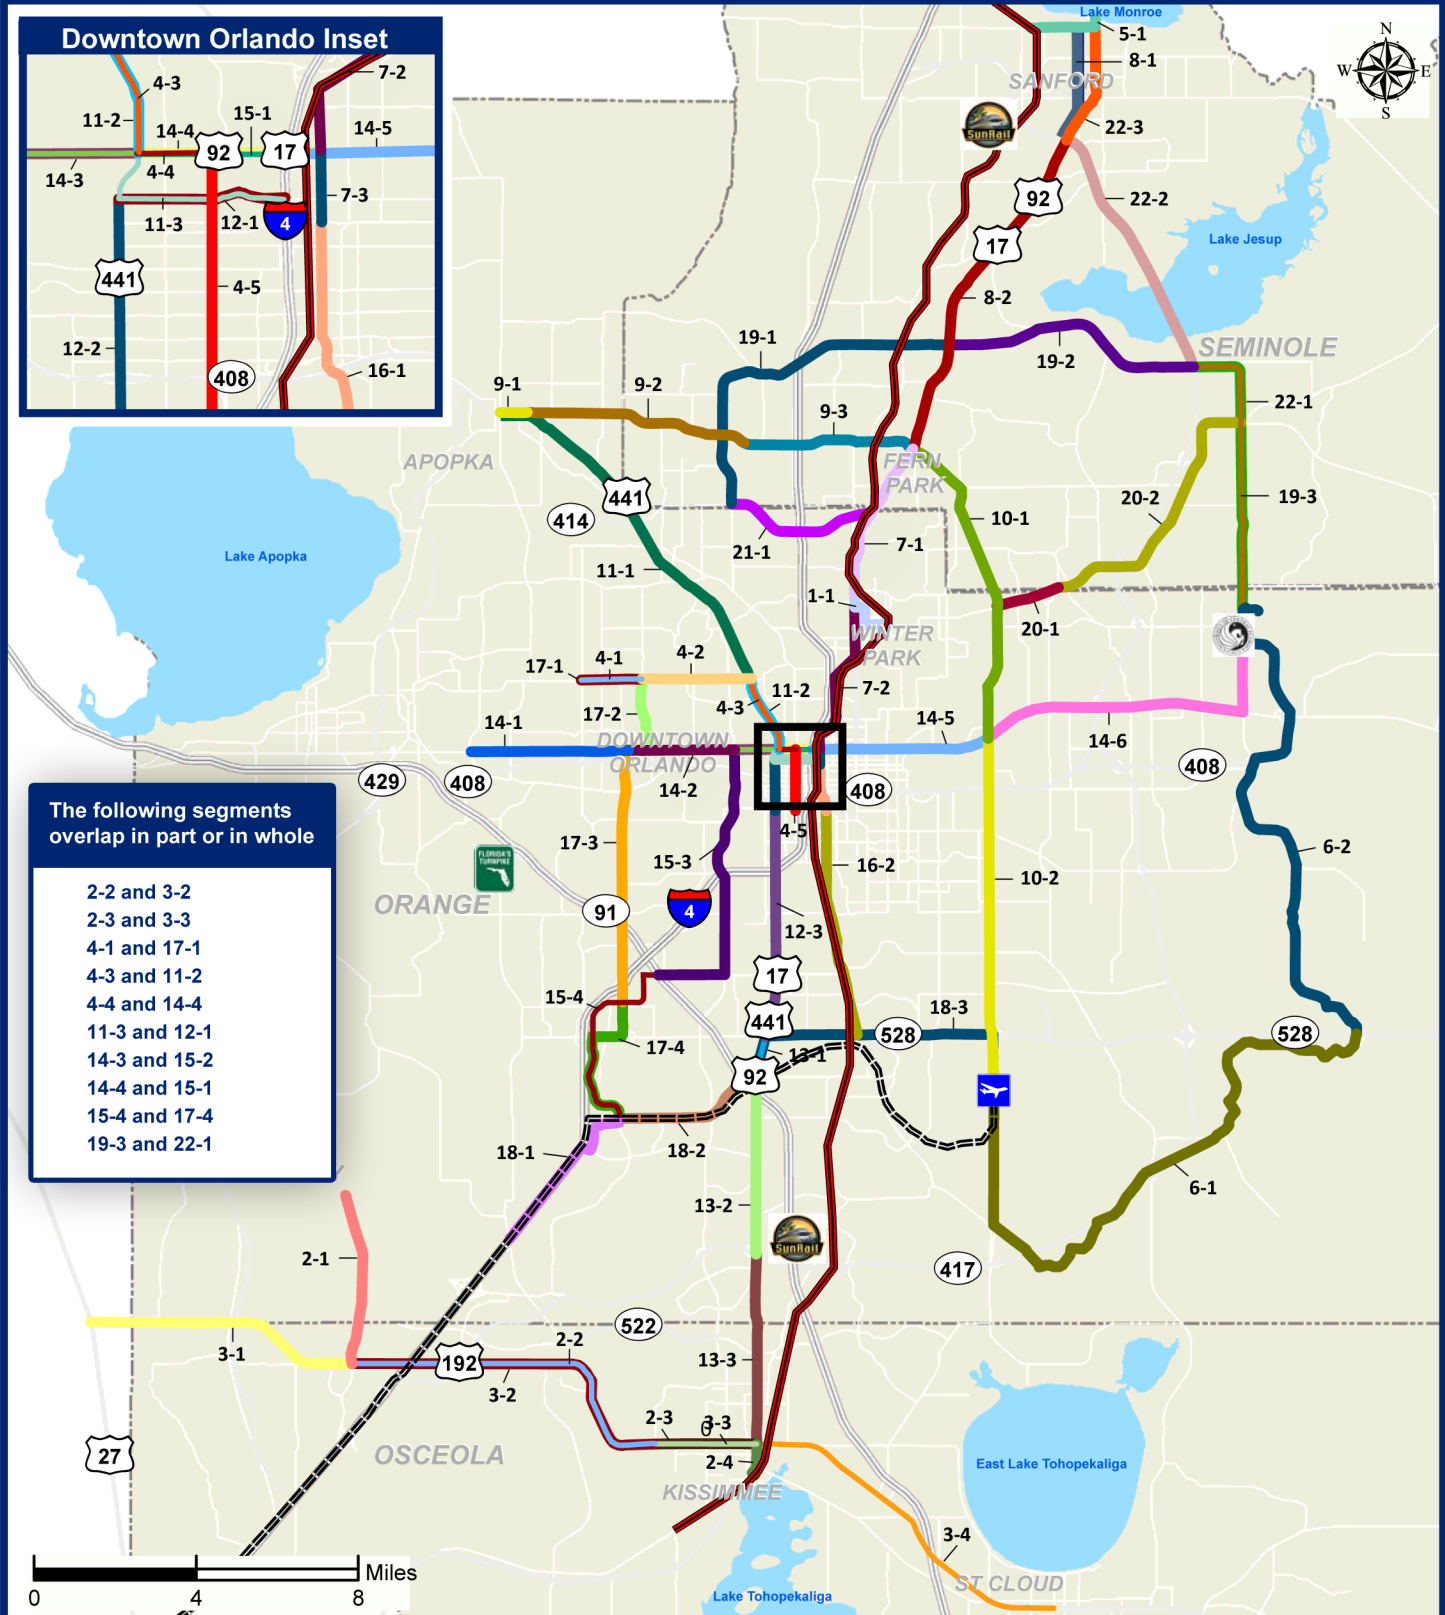 Downtown Orlando Inset
7-2
4-3
11-2
15-1
14-4
14-5
92
17
14-3
4-4
7-3
11-3
12-1
4
441
4-5
12-2
408
16-1
Lake Monroe
5-1
8-1
SANFORD
N
W
E
S
SunRail
22-3
92
22-2
17
Lake Jesup
8-2
19-1
19-2
SEMINOLE
9-1
9-2
9-3
22-1
APOPKA
FERN
PARK
441
414
20-2
19-3
10-1
21-1
7-1
Lake Apopka
11-1
1-1
20-1
WINTER
PARK
17-1
4-1
4-2
11-2
7-2
4-3
17-2
14-1
14-5
14-6
DOWNTOWN
ORLANDO
429
408
14-2
408
408
4-5
The following segments
overlap in part or in whole
2-2 and 3-2
2-3 and 3-3
4-1 and 17-1
4-3 and 11-2
4-4 and 14-4
11-3 and 12-1
14-3 and 15-2
14-4 and 15-1
15-4 and 17-4
19-3 and 22-1
17-3
15-3
16-2
6-2
FLORIDA'S
TURNPIKE
10-2
ORANGE
91
4
12-3
17
15-4
441
18-3
528
528
17-4
13-1
92
18-1
18-2
6-1
13-2
SunRail
2-1
417
522
3-1
2-2
192
3-2
13-3
2-3
3-3
0
2-4
27
OSCEOLA
KISSIMMEE
East Lake Tohopekaliga
3-4
ST CLOUD
Miles
0
4
8
Lake Tohopekaliga